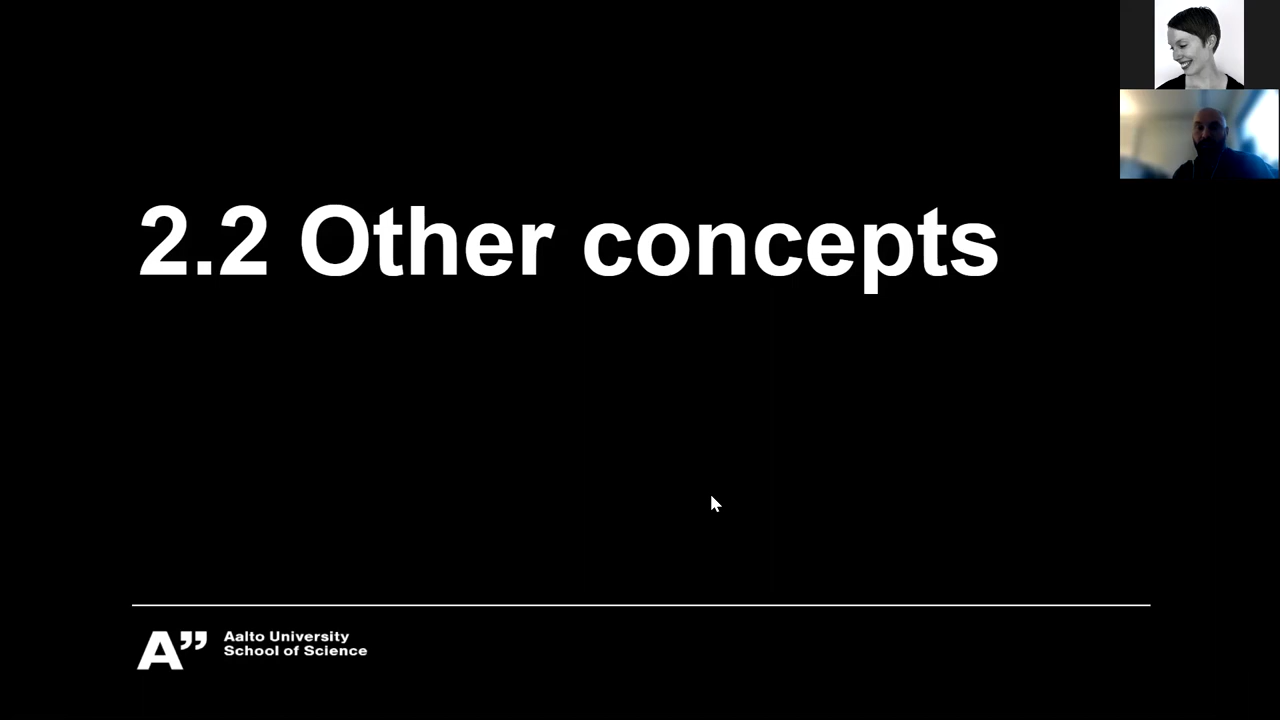 2.2 Other concepts
A”
Aalto University
School of Science